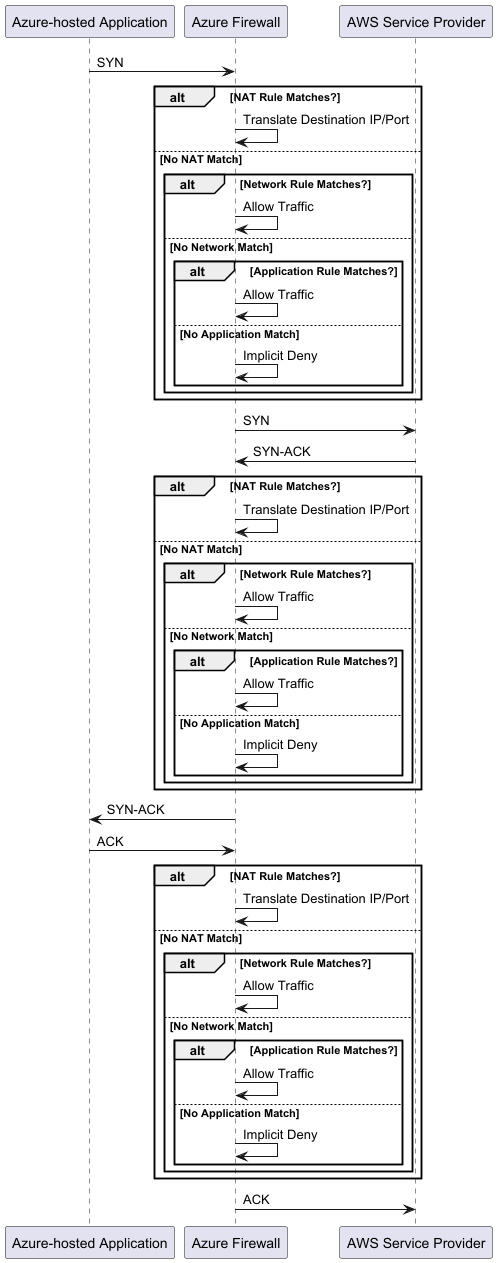 Azure-hosted Application Azure Firewall AWS Service Provider
SYN
alt [NAT Rule Matches?]
Translate Destination IP/Port
[No NAT Match]
alt [Network Rule Matches?]
Allow Traffic
[No Network Match]
alt [Application Rule Matches?]
Allow Traffic
[No Application Match]
Implicit Deny
SYN
SYN-ACK
alt [NAT Rule Matches?]
Translate Destination IP/Port
[No NAT Match]
alt [Network Rule Matches?]
Allow Traffic
[No Network Match]
alt [Application Rule Matches?]
Allow Traffic
[No Application Match]
Implicit Deny
SYN-ACK
ACK
alt [NAT Rule Matches?]
Translate Destination IP/Port
[No NAT Match]
alt [Network Rule Matches?]
Allow Traffic
[No Network Match]
alt [Application Rule Matches?]
Allow Traffic
[No Application Match]
Implicit Deny
ACK
Azure-hosted Application Azure Firewall AWS Service Provider